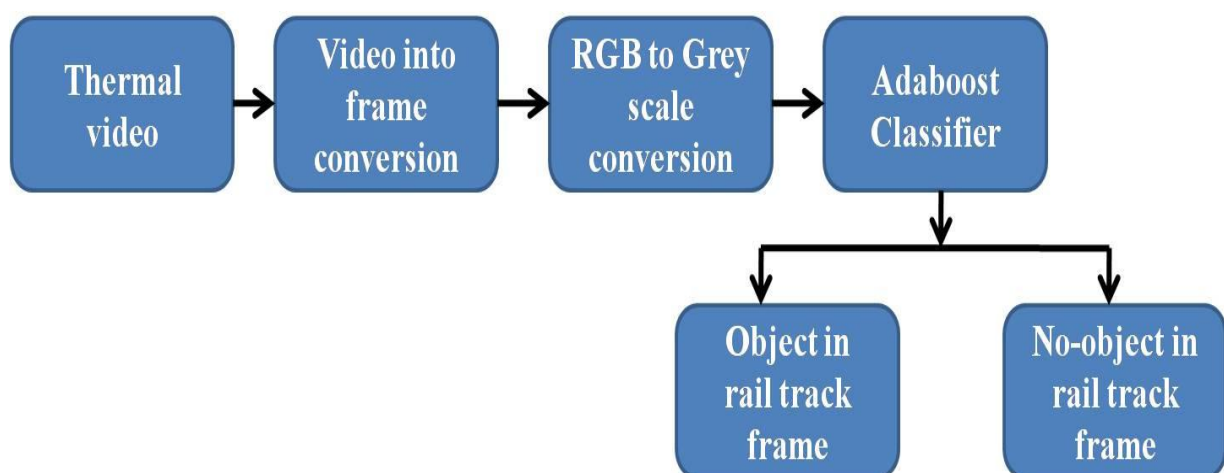 Thermal
video
Video into
frame
conversion
RGB to Grey
scale
conversion
Adaboost
Classifier
Object in
rail track
frame
No-object in
rail track
frame